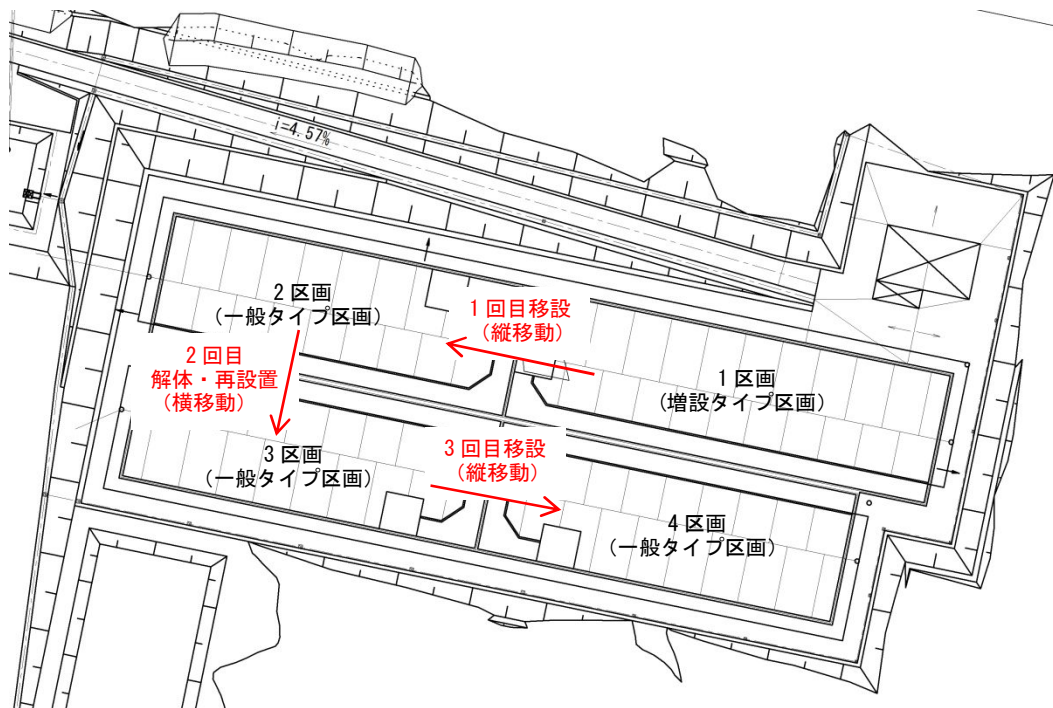 i=4.57%
2区画
(一般タイプ区画)
1回目移設
(縦移動)
2回目
解体・再設置
(横移動)
1区画
(増設タイプ区画)
3区画
(一般タイプ区画)
3回目移設
(縦移動)
4区画
(一般タイプ区画)